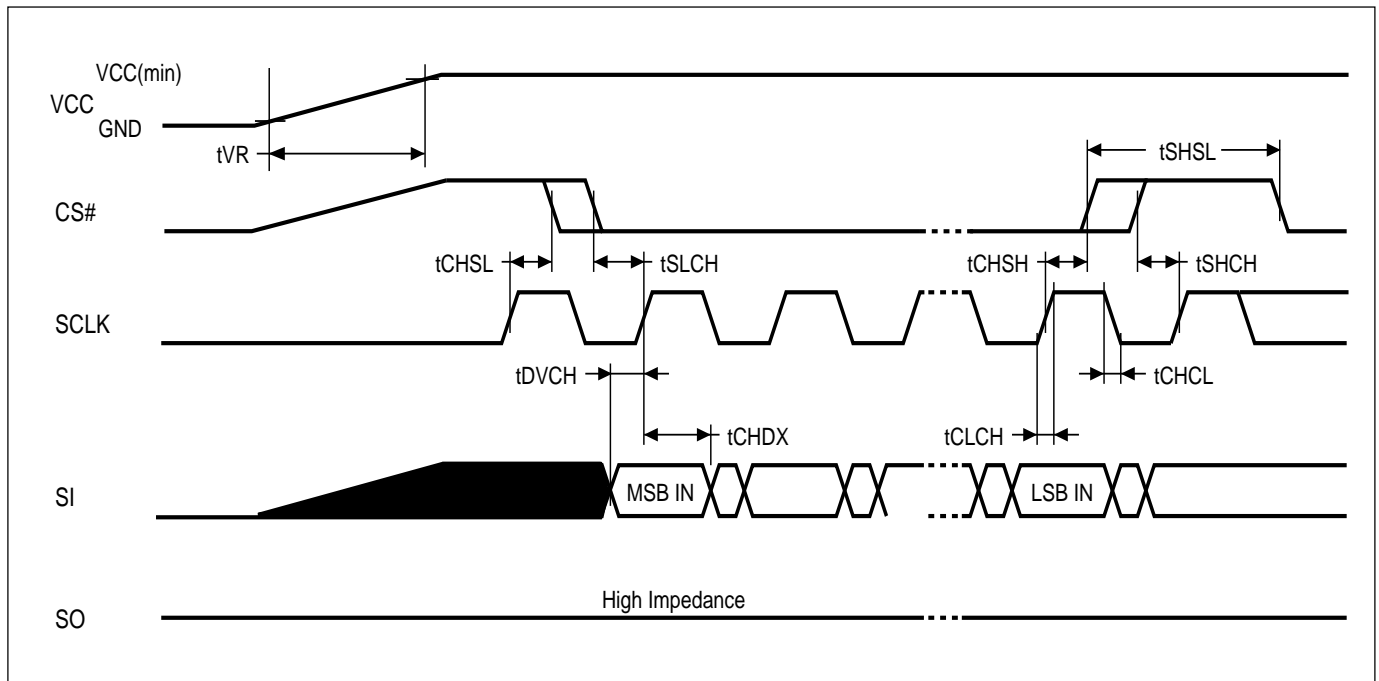 VCC(min)
VCC
GND
tVR
tSHSL
CS#
tCHSL
tSLCH
tCHSH
tSHCH
SCLK
tDVCH
tCHCL
tCHDX
tCLCH
SI
MSB IN
LSB IN
High Impedance
SO